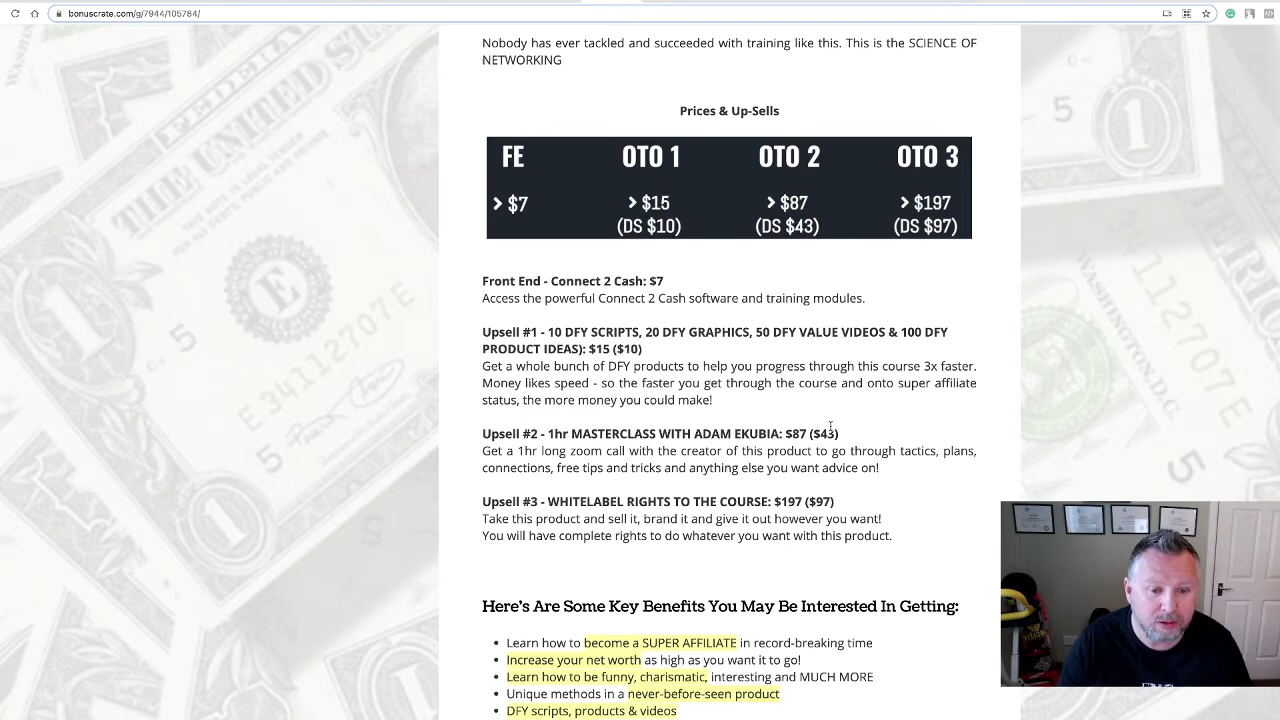 bonuscrate.com/g/7944/105784/
Nobody has ever tackled and succeeded with training like this. This is the SCIENCE OF
NETWORKING
Prices & Up-Sells
FE OTO 1 OTO 2 OTO 3
> $7 > $15 > $87 > $197
(DS $10) (DS $43) (DS $97)
Front End - Connect 2 Cash: $7
Access the powerful Connect 2 Cash software and training modules.
Upsell #1 - 10 DFY SCRIPTS, 20 DFY GRAPHICS, 50 DFY VALUE VIDEOS & 100 DFY
PRODUCT IDEAS): $15 ($10)
Get a whole bunch of DFY products to help you progress through this course 3x faster.
Money likes speed - so the faster you get through the course and onto super affiliate
status, the more money you could make!
Upsell #2 - 1hr MASTERCLASS WITH ADAM EKUBIA: $87 ($43)
Get a 1hr long zoom call with the creator of this product to go through tactics, plans,
connections, free tips and tricks and anything else you want advice on!
Upsell #3 - WHITELABEL RIGHTS TO THE COURSE: $197 ($97)
Take this product and sell it, brand it and give it out however you want!
You will have complete rights to do whatever you want with this product.
Here's Are Some Key Benefits You May Be Interested In Getting:
• Learn how to become a SUPER AFFILIATE in record-breaking time
• Increase your net worth as high as you want it to go!
• Learn how to be funny, charismatic, interesting and MUCH MORE
• Unique methods in a never-before-seen product
• DFY scripts, products & videos